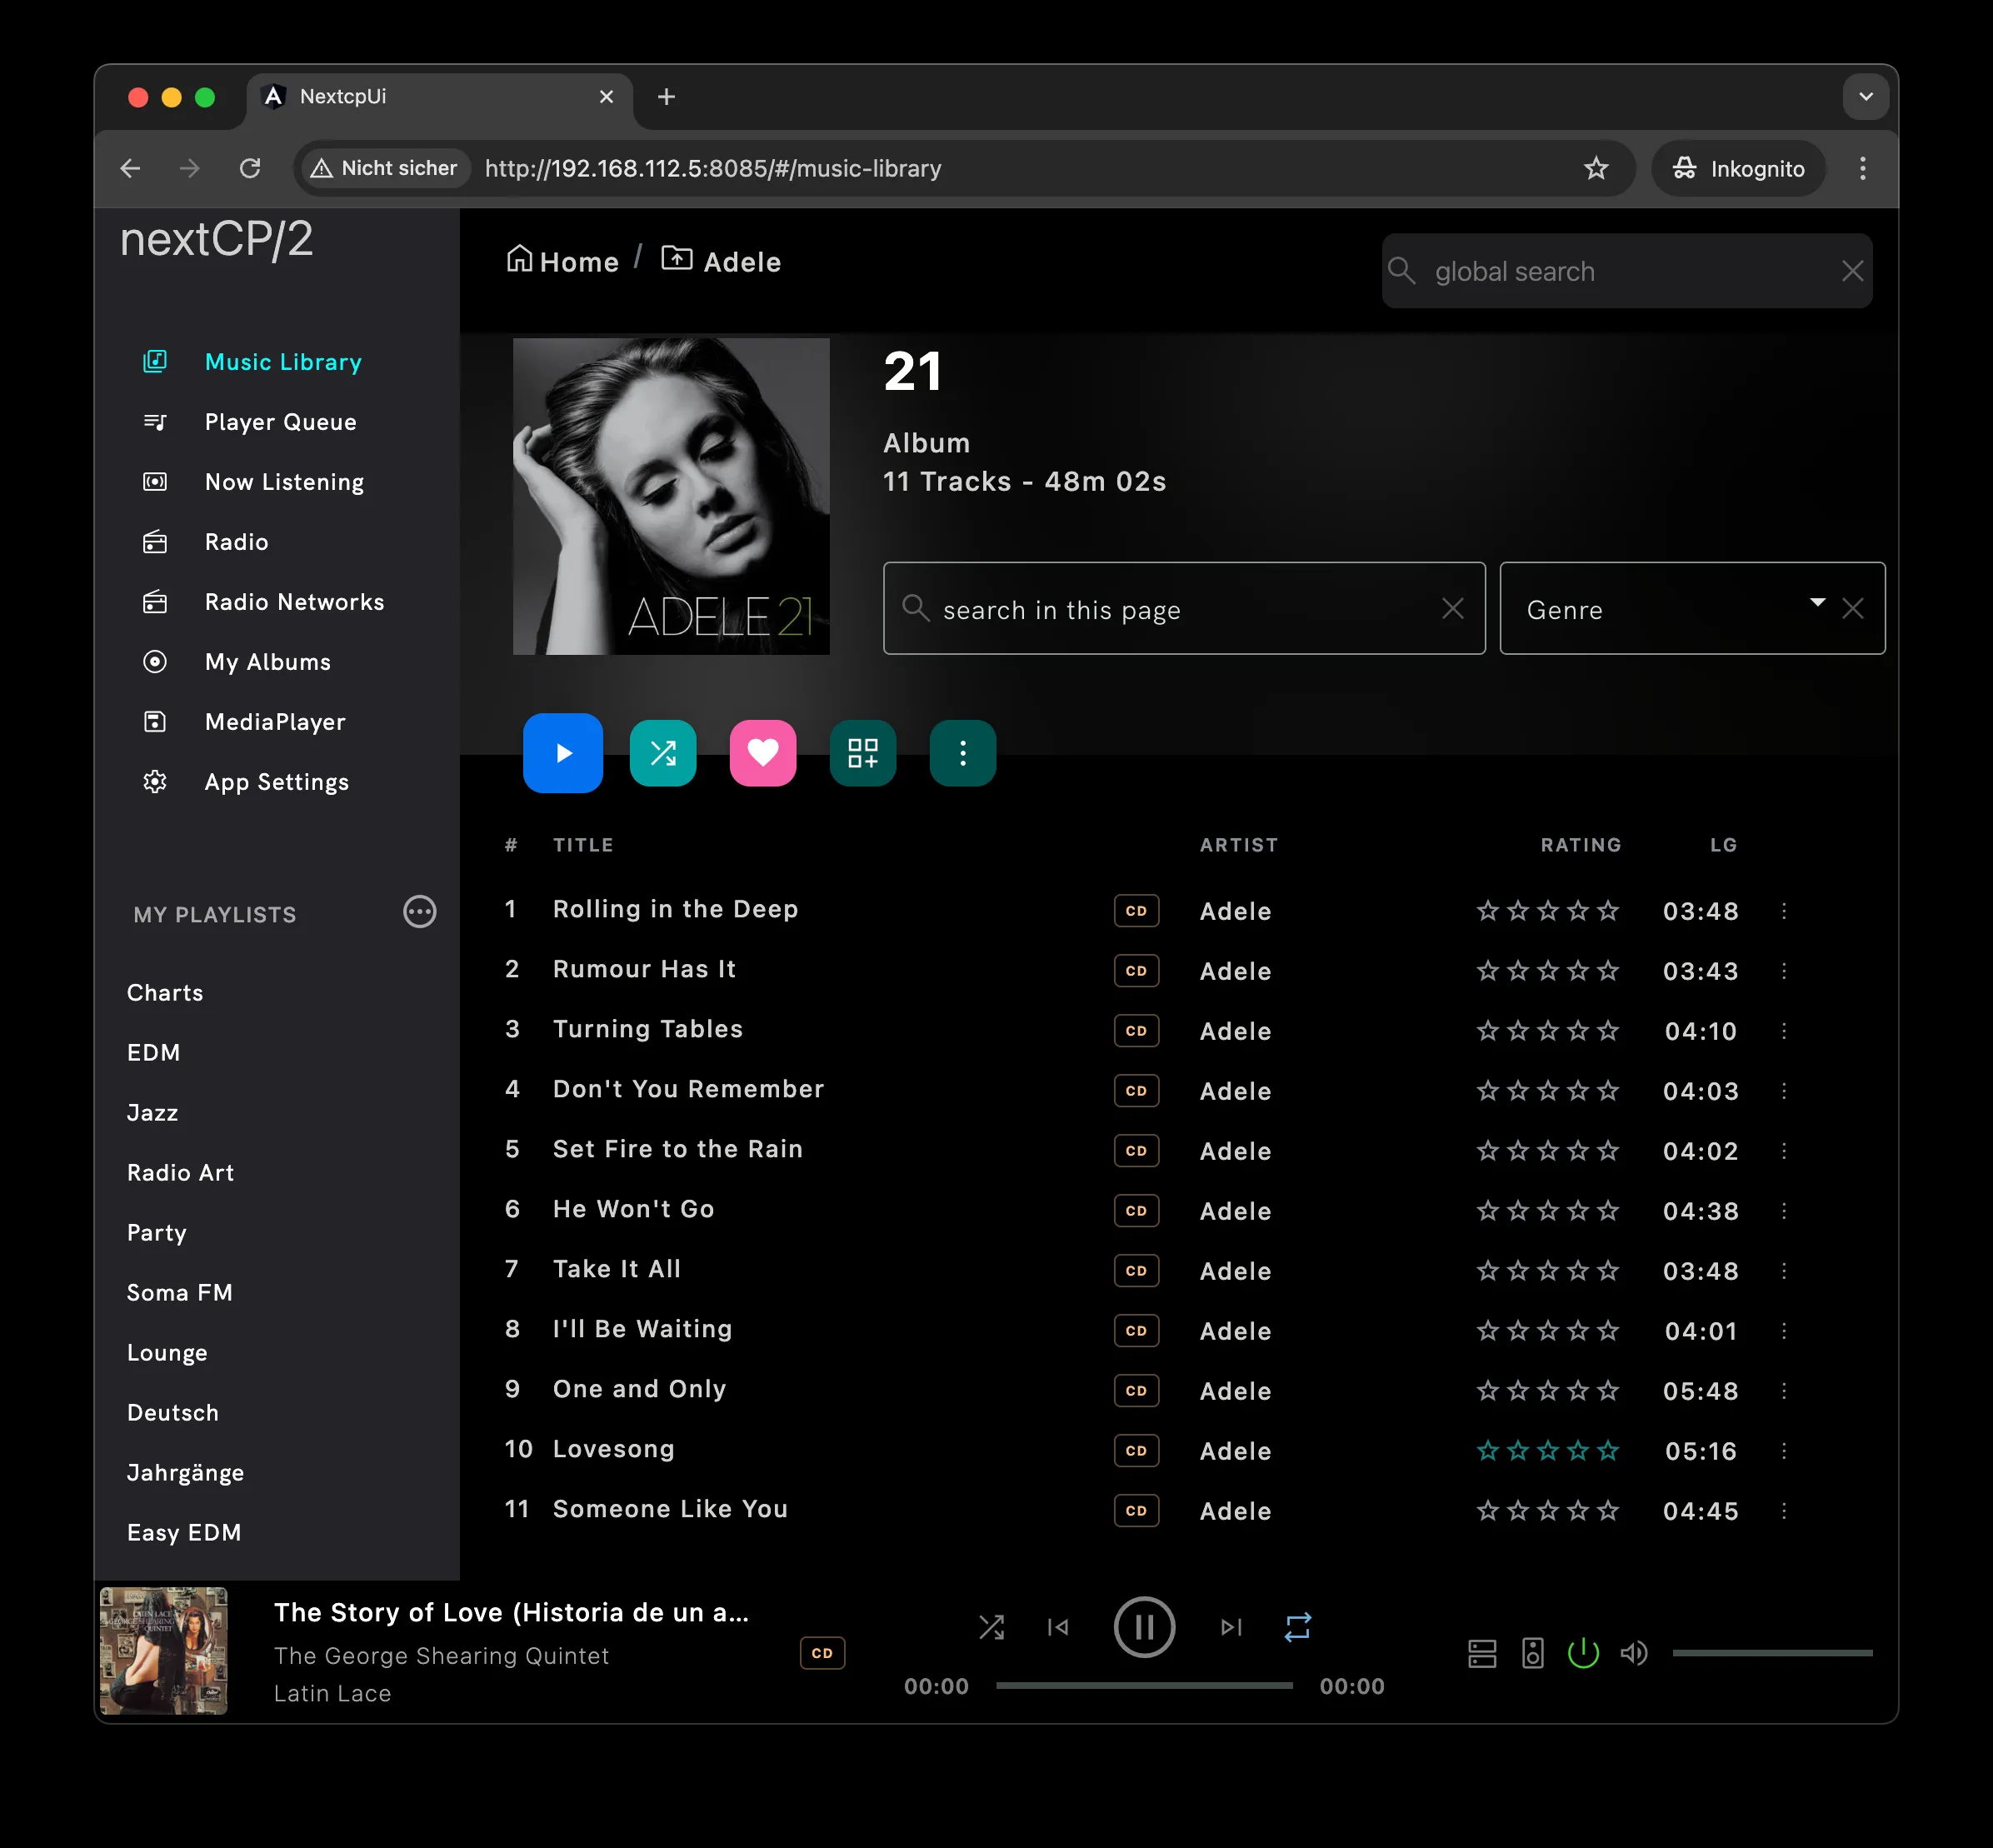 NextcpUi
Nicht sicher http://192.168.112.5:8085/#/music-library Inkognito
nextCP/2
Home / Adele
global search
Music Library
Player Queue
Now Listening
Radio
Radio Networks
My Albums
MediaPlayer
App Settings
MY PLAYLISTS
Charts
EDM
Jazz
Radio Art
Party
Soma FM
Lounge
Deutsch
Jahrgänge
Easy EDM
ADELE 21
21
Album
11 Tracks - 48m 02s
search in this page
Genre
# TITLE ARTIST RATING LG
1 Rolling in the Deep CD Adele 03:48
2 Rumour Has It CD Adele 03:43
3 Turning Tables CD Adele 04:10
4 Don't You Remember CD Adele 04:03
5 Set Fire to the Rain CD Adele 04:02
6 He Won't Go CD Adele 04:38
7 Take It All CD Adele 03:48
8 I'll Be Waiting CD Adele 04:01
9 One and Only CD Adele 05:48
10 Lovesong CD Adele 05:16
11 Someone Like You CD Adele 04:45
The Story of Love (Historia de un a...
The George Shearing Quintet
Latin Lace
CD
00:00 00:00